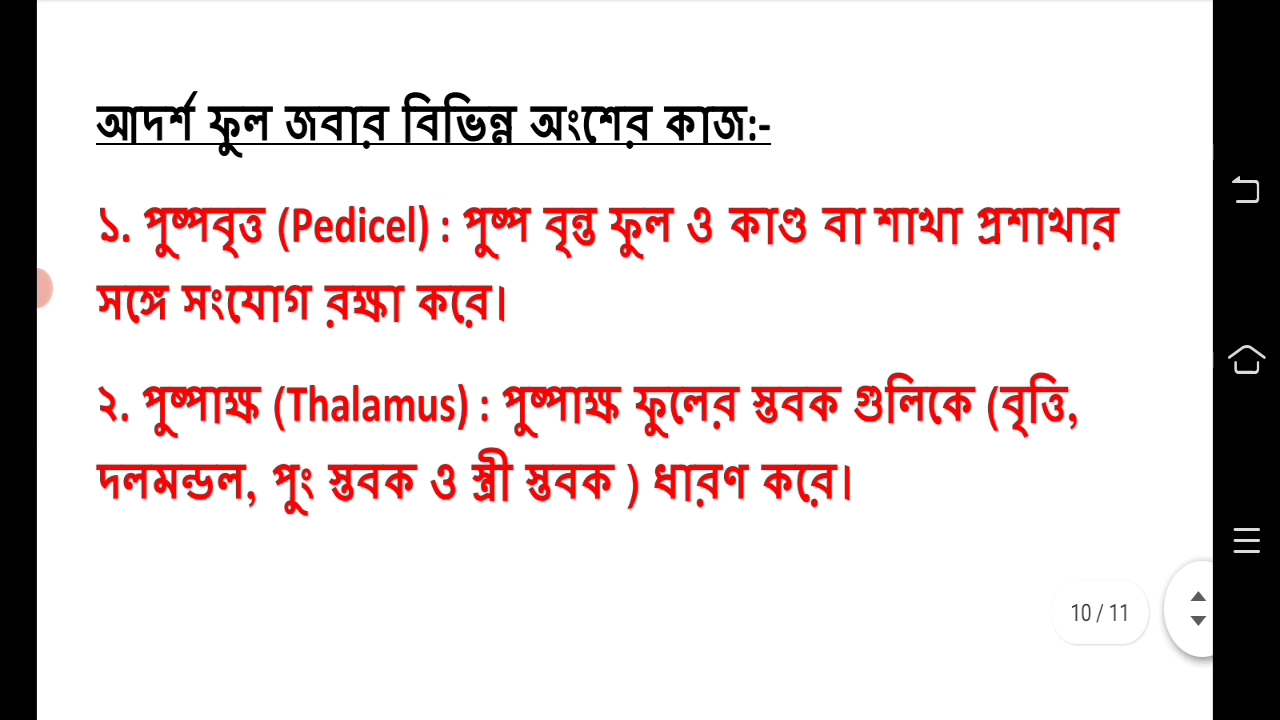 আদর্শ ফুল জবার বিভিন্ন অংশের কাজ:-
১. পুষ্পবৃত্ত (Pedicel) : পুষ্প বৃন্ত ফুল ও কাণ্ড বা শাখা প্রশাখার
সঙ্গে সংযোগ রক্ষা করে।
২. পুষ্পাক্ষ (Thalamus) : পুষ্পাক্ষ ফুলের স্তবক গুলিকে (বৃত্তি,
দলমন্ডল, পুং স্তবক ও স্ত্রী স্তবক ) ধারণ করে।
10 / 11